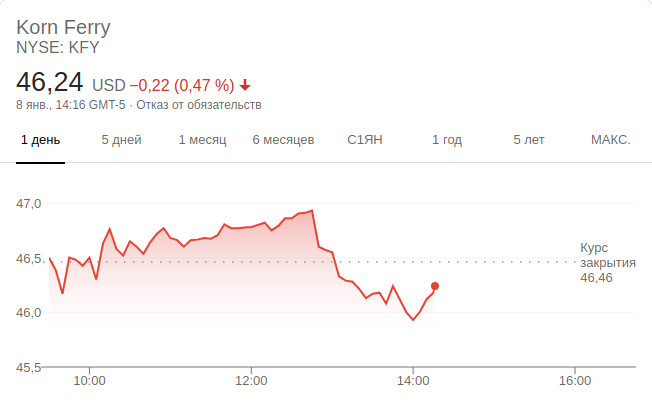 Korn Ferry
NYSE: KFY
46,24 USD −0,22 (0,47 %)
8 янв., 14:16 GMT-5 · Отказ от обязательств
1 день 5 дней 1 месяц 6 месяцев С1ЯН 1 год 5 лет МАКС.
47,0
46,5
46,0
45,5
Курс
закрытия
46,46
10:00 12:00 14:00 16:00